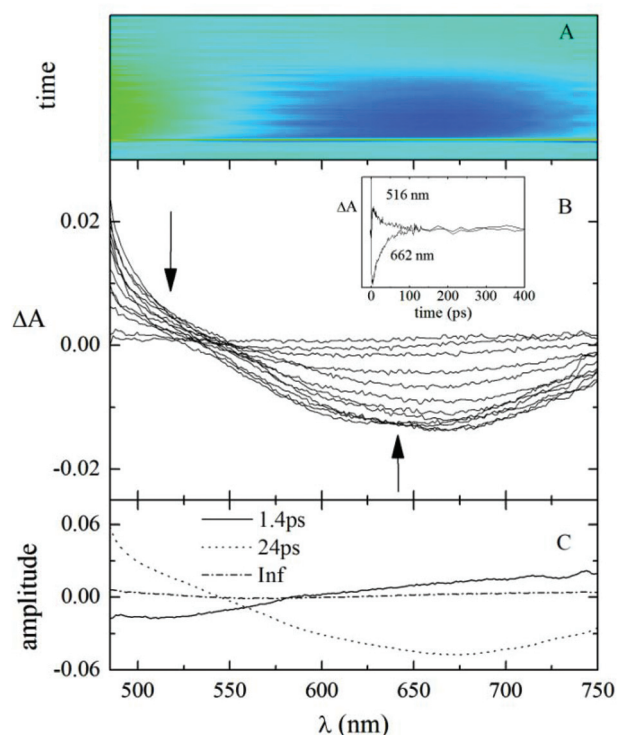 A
time
0.02
B
ΔA
516 nm
662 nm
0 100 200 300 400
time (ps)
ΔA
0.00
-0.02
0.06
1.4ps
C
24ps
Inf
amplitude
0.00
-0.06
500 550 600 650 700 750
λ (nm)